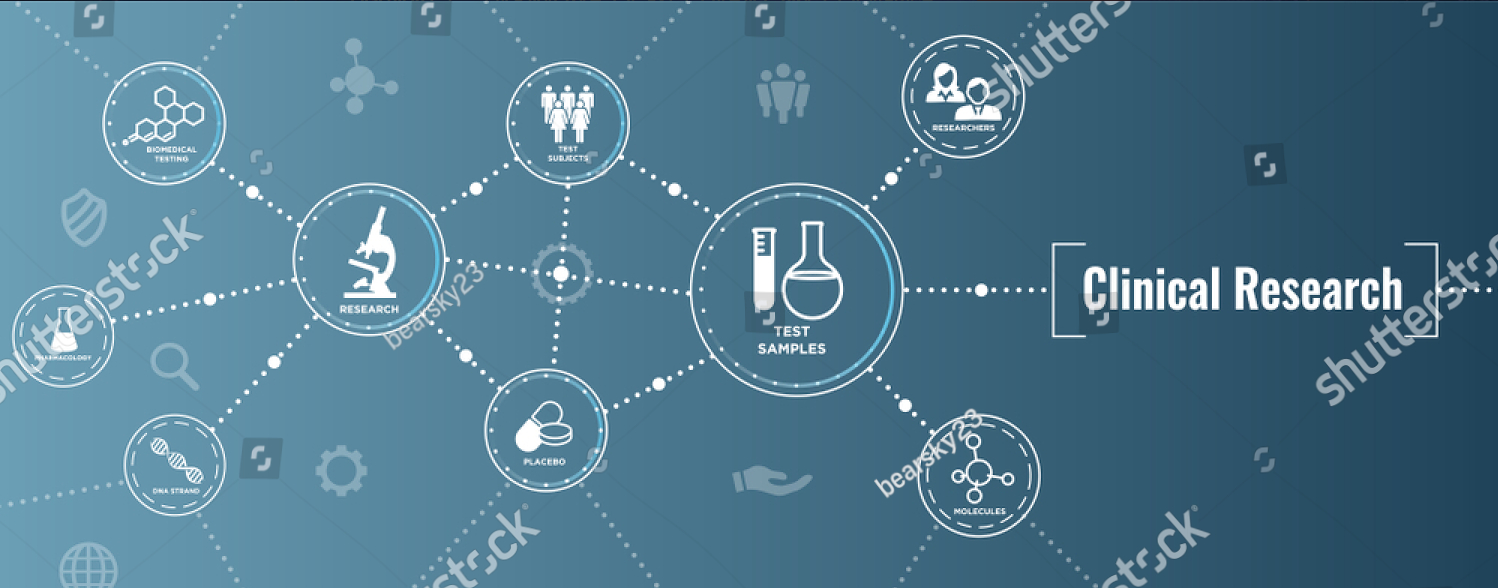 shutterstock
RESEARCHERS
BIOMEDICAL
TESTING
TEST
SUBJECTS
shutterstock
RESEARCH
bearsky23
Clinical Research
TEST
SAMPLES
shutterstock
PHARMACOLOGY
PLACEBO
bearsky23
DNA STRAND
MOLECULES
shutterstock
shutterstock